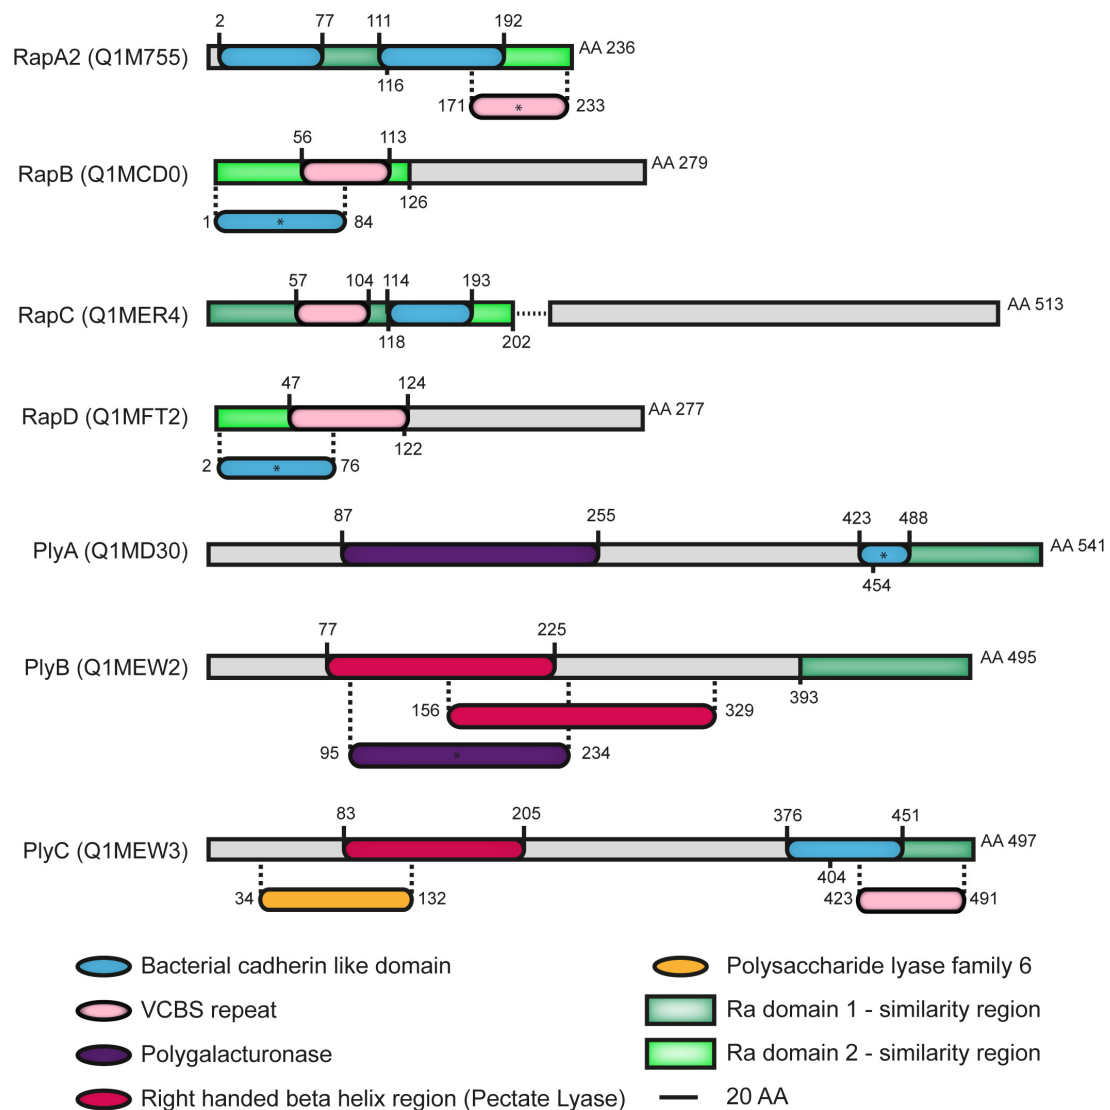 2 77 111 192
RapA2 (Q1M755) AA 236
116
171 * 233
56 113
RapB (Q1MCD0) AA 279
126
1 * 84
57 104 114 193
RapC (Q1MER4) AA 513
118 202
47 124
RapD (Q1MFT2) AA 277
122
2 * 76
87 255 423 488
PlyA (Q1MD30) * AA 541
454
77 225
PlyB (Q1MEW2) AA 495
393
156 329
95 * 234
83 205 376 451
PlyC (Q1MEW3) AA 497
404
34 132 423 491
Bacterial cadherin like domain
VCBS repeat
Polygalacturonase
Right handed beta helix region (Pectate Lyase)
Polysaccharide lyase family 6
Ra domain 1 - similarity region
Ra domain 2 - similarity region
20 AA